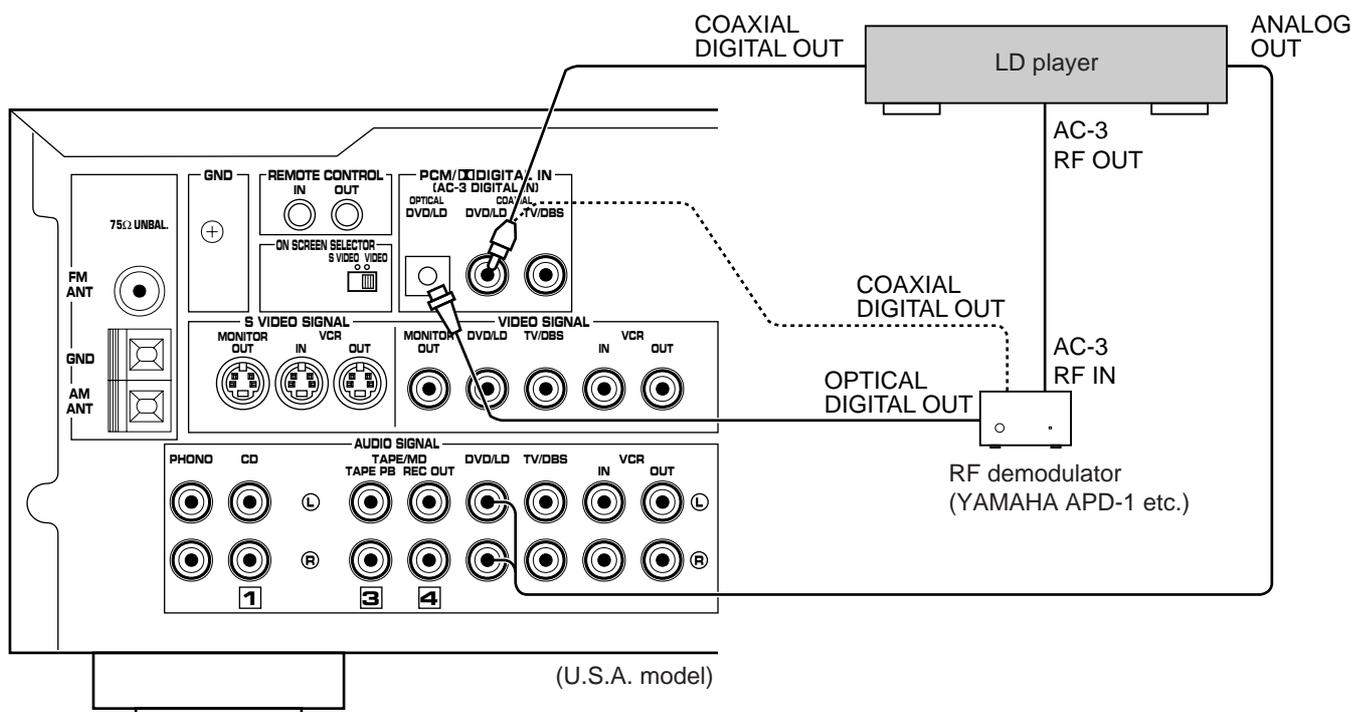 COAXIAL
DIGITAL OUT
LD player
ANALOG
OUT
AC-3
RF OUT
GND
REMOTE CONTROL
IN OUT
PCM/ DIGITAL IN
(AC-3 DIGITAL IN)
OPTICAL COAXIAL
DVD/LD DVD/LD TV/DBS
75Ω UNBAL.
ON SCREEN SELECTOR
S VIDEO VIDEO
FM
ANT
COAXIAL
DIGITAL OUT
S VIDEO SIGNAL VIDEO SIGNAL
MONITOR VCR MONITOR DVD/LD TV/DBS VCR
OUT IN OUT OUT IN OUT
GND
AM
ANT
AC-3
RF IN
OPTICAL
DIGITAL OUT
AUDIO SIGNAL
PHONO CD TAPE/MD DVD/LD TV/DBS VCR
TAPE PB REC OUT IN OUT
RF demodulator
(YAMAHA APD-1 etc.)
L L
R R
1 3 4
(U.S.A. model)